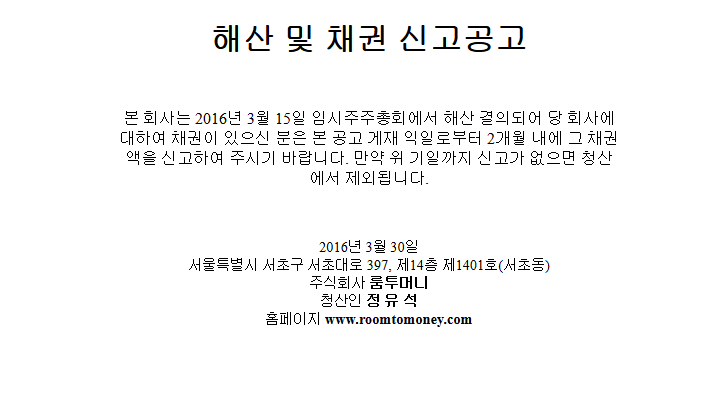 해산 및 채권 신고공고
본 회사는 2016년 3월 15일 임시주주총회에서 해산 결의되어 당 회사에
대하여 채권이 있으신 분은 본 공고 게재 익일로부터 2개월 내에 그 채권
액을 신고하여 주시기 바랍니다. 만약 위 기일까지 신고가 없으면 청산
에서 제외됩니다.
2016년 3월 30일
서울특별시 서초구 서초대로 397, 제14층 제1401호(서초동)
주식회사 룸투머니
청산인 정 유 석
홈페이지 www.roomtomoney.com